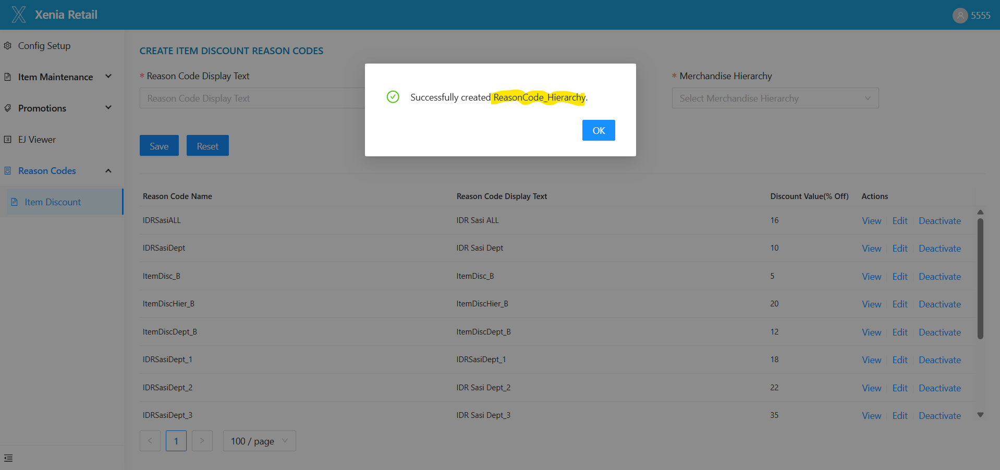 Xenia Retail
5555
Config Setup
Item Maintenance
Promotions
EJ Viewer
Reason Codes
Item Discount
CREATE ITEM DISCOUNT REASON CODES
* Reason Code Display Text
Reason Code Display Text
* Merchandise Hierarchy
Select Merchandise Hierarchy
Successfully created ReasonCode_Hierarchy.
OK
Save Reset
Reason Code Name Reason Code Display Text Discount Value(% Off) Actions
IDRSasiALL IDR Sasi ALL 16 View Edit Deactivate
IDRSasiDept IDR Sasi Dept 10 View Edit Deactivate
ItemDisc_B ItemDisc_B 5 View Edit Deactivate
ItemDiscHier_B ItemDiscHier_B 20 View Edit Deactivate
ItemDiscDept_B ItemDiscDept_B 12 View Edit Deactivate
IDRSasiDept_1 IDRSasiDept_1 18 View Edit Deactivate
IDRSasiDept_2 IDR Sasi Dept_2 22 View Edit Deactivate
IDRSasiDept_3 IDR Sasi Dept_3 35 View Edit Deactivate
< 1 > 100 / page